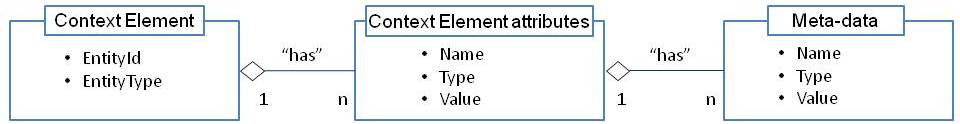 Context Element
• EntityId
• EntityType
"has"
1 n
Context Element attributes
• Name
• Type
• Value
"has"
1 n
Meta-data
• Name
• Type
• Value